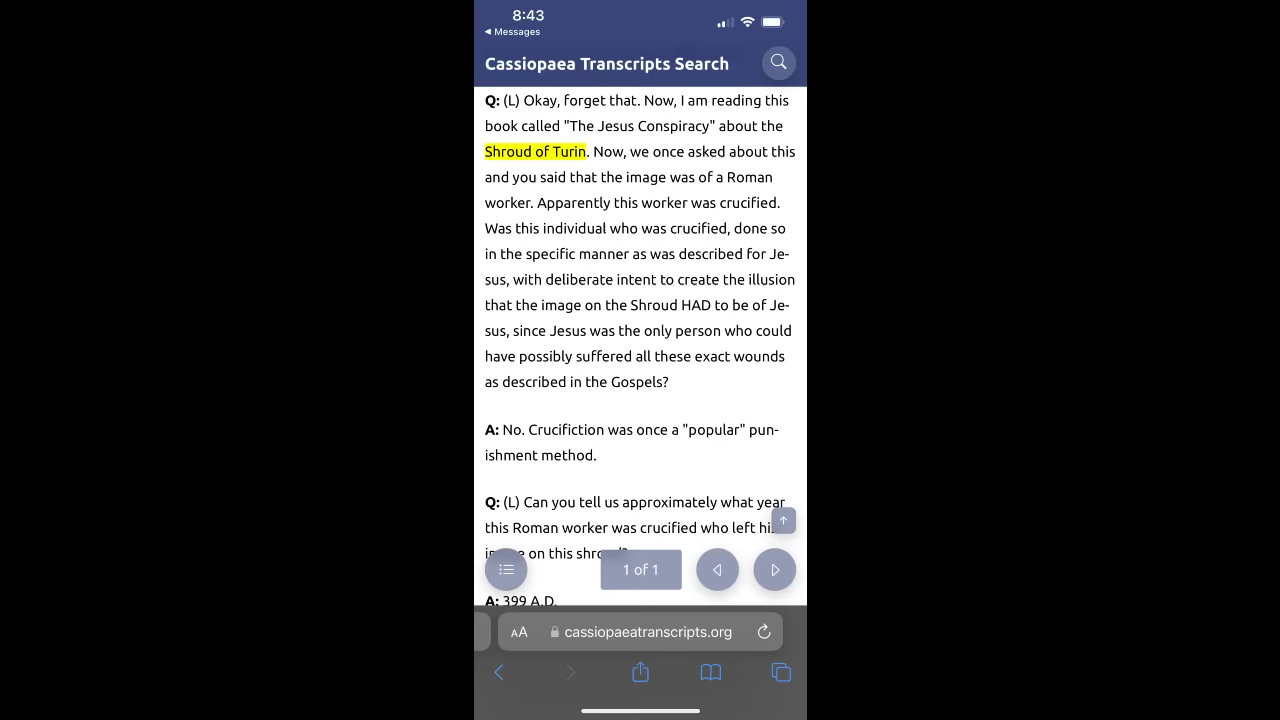 8:43
◀ Messages
Cassiopaea Transcripts Search
Q: (L) Okay, forget that. Now, I am reading this
book called "The Jesus Conspiracy" about the
Shroud of Turin. Now, we once asked about this
and you said that the image was of a Roman
worker. Apparently this worker was crucified.
Was this individual who was crucified, done so
in the specific manner as was described for Je-
sus, with deliberate intent to create the illusion
that the image on the Shroud HAD to be of Je-
sus, since Jesus was the only person who could
have possibly suffered all these exact wounds
as described in the Gospels?
A: No. Crucifiction was once a "popular" pun-
ishment method.
Q: (L) Can you tell us approximately what year
this Roman worker was crucified who left his
on this
1 of 1
A: 399 A.D.
AA cassiopaeatranscripts.org